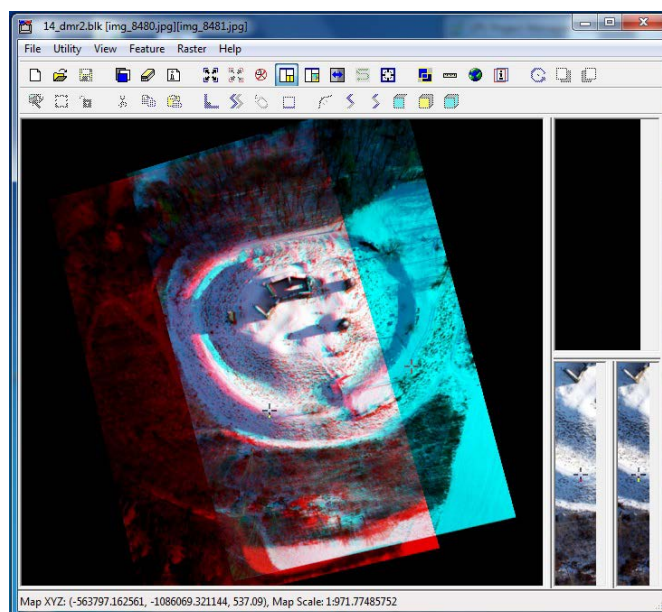 14_dmr2.blk [img_8480.jpg][img_8481.jpg]
File Utility View Feature Raster Help
Map XYZ: (-563797.162561, -1086069.321144, 537.09), Map Scale: 1:971.77485752